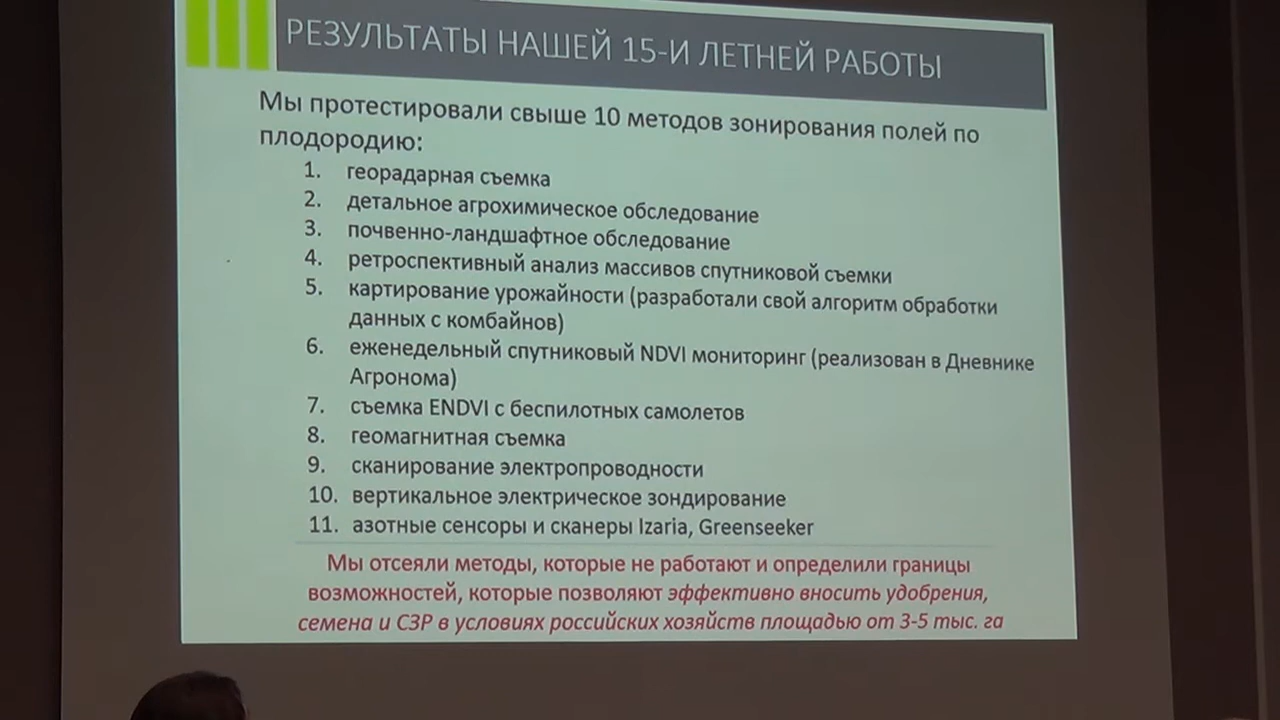 РЕЗУЛЬТАТЫ НАШЕЙ 15-И ЛЕТНЕЙ РАБОТЫ
Мы протестировали свыше 10 методов зонирования полей по
плодородию:
1. георадарная съемка
2. детальное агрохимическое обследование
3. почвенно-ландшафтное обследование
4. ретроспективный анализ массивов спутниковой съемки
5. картирование урожайности (разработали свой алгоритм обработки
данных с комбайнов)
6. еженедельный спутниковый NDVI мониторинг (реализован в Дневнике
Агронома)
7. съемка ENDVI с беспилотных самолетов
8. геомагнитная съемка
9. сканирование электропроводности
10. вертикальное электрическое зондирование
11. азотные сенсоры и сканеры Izaria, Greenseeker
Мы отсеяли методы, которые не работают и определили границы
возможностей, которые позволяют эффективно вносить удобрения,
семена и СЗР в условиях российских хозяйств площадью от 3-5 тыс. га